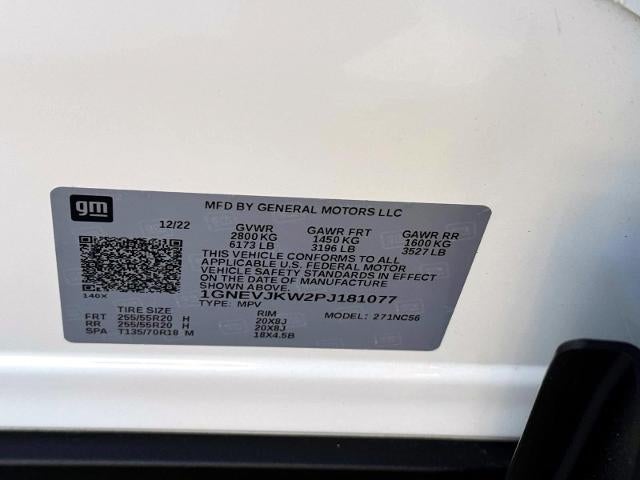 gm
MFD BY GENERAL MOTORS LLC
12/22 GVWR GAWR FRT GAWR RR
2800 KG 1450 KG 1600 KG
6173 LB 3196 LB 3527 LB
THIS VEHICLE CONFORMS TO ALL
APPLICABLE U.S. FEDERAL MOTOR
VEHICLE SAFETY STANDARDS IN EFFECT
ON THE DATE OF MANUFACTURE
SHOWN ABOVE.
1GNEVJKW2PJ181077
140X TYPE: MPV MODEL: 271NC56
TIRE SIZE RIM
FRT 255/55R20 H 20X8J
RR 255/55R20 H 20X8J
SPA T135/70R18 M 18X4.5B